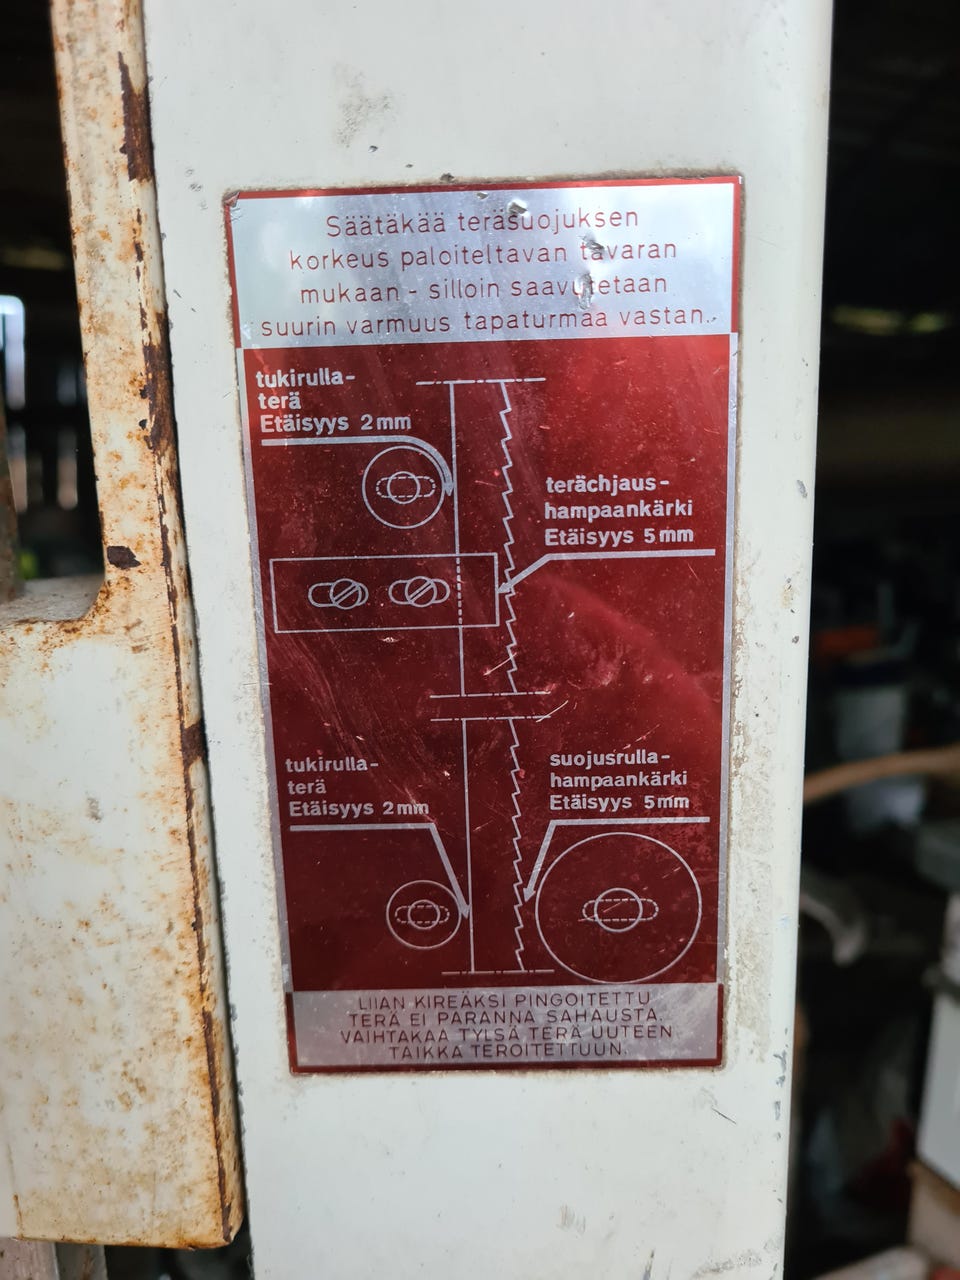 Säätäkää teräsuojuksen
korkeus paloiteltavan tavaran
mukaan - silloin saavutetaan
suurin varmuus tapaturmaa vastan.
tukirulla-
terä
Etäisyys 2mm
terächjaus-
hampaankärki
Etäisyys 5mm
tukirulla-
terä
Etäisyys 2mm
suojusrulla-
hampaankärki
Etäisyys 5mm
LIIAN KIREÄKSI PINGOITETTU
TERÄ EI PARANNA SAHAUSTA.
VAIHTAKAA TYLSÄ TERÄ UUTEEN
TAIKKA TEROITETTUUN.